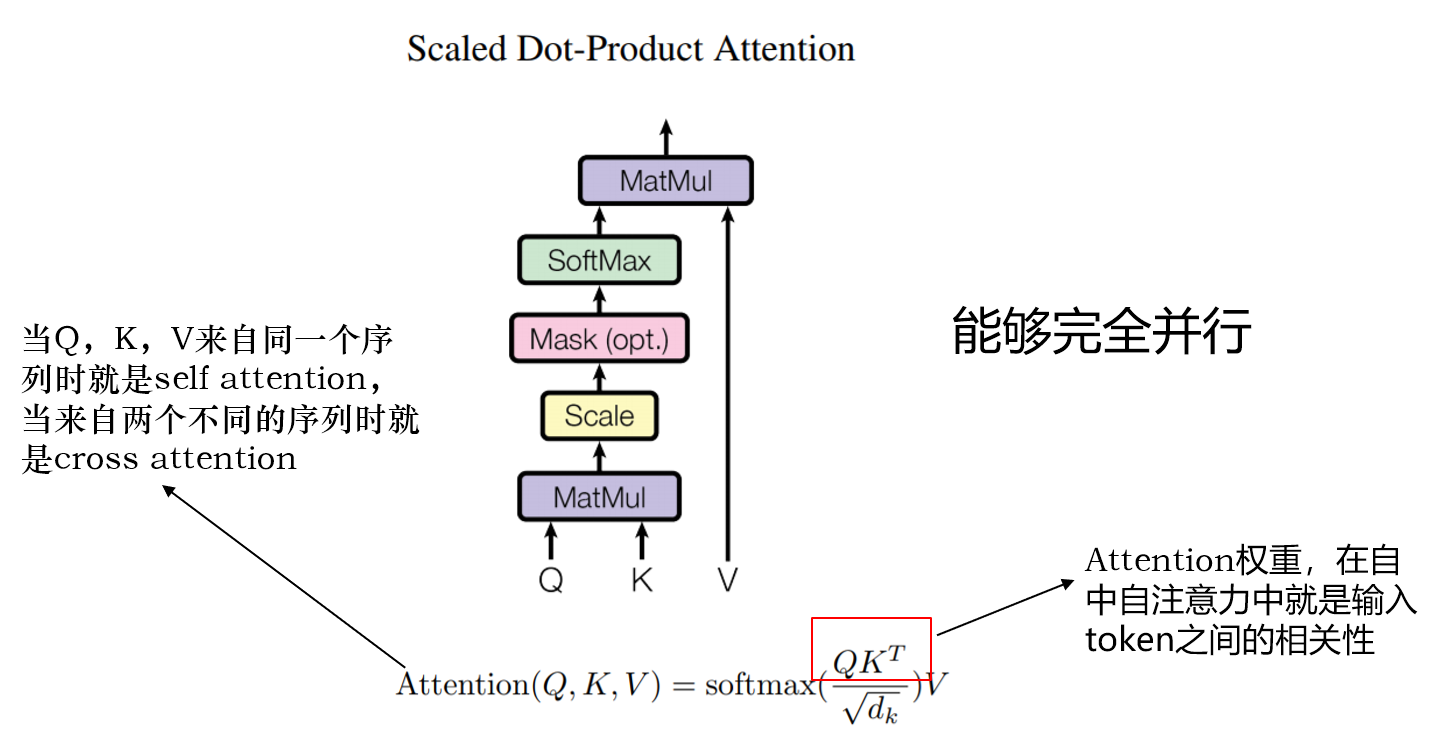 Scaled Dot-Product Attention
MatMul
SoftMax
Mask (opt.)
Scale
MatMul
Q K V
当Q，K，V来自同一个序
列时就是self attention，
当来自两个不同的序列时就
是cross attention
能够完全并行
Attention权重，在自
中自注意力中就是输入
token之间的相关性
Attention(Q, K, V) = softmax(\frac{QK^T}{\sqrt{d_k}})V